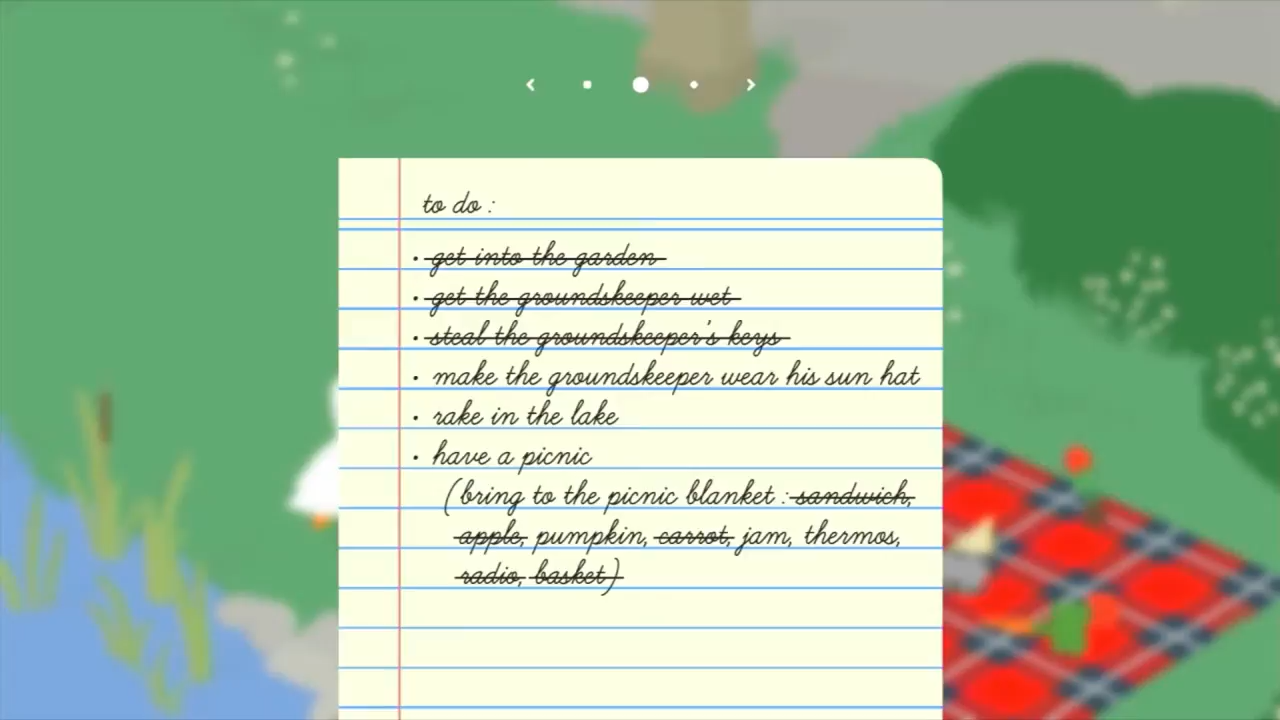 to do :
· get into the garden
· get the groundskeeper wet
· steal the groundskeeper's keys
· make the groundskeeper wear his sun hat
· rake in the lake
· have a picnic
(bring to the picnic blanket : sandwich,
apple, pumpkin, carrot, jam, thermos,
radio, basket)